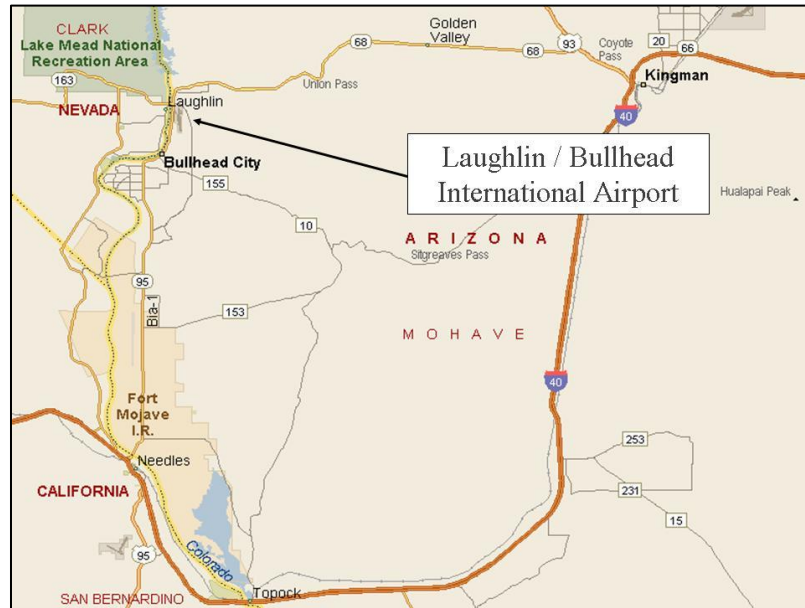 CLARK
Lake Mead National
Recreation Area
163
NEVADA
Laughlin
Bullhead City
Union Pass
68
Golden
Valley
68
93
Coyote
Pass
20
66
Kingman
40
Laughlin / Bullhead
International Airport
Hualapai Peak
155
10
ARIZONA
Sitgreaves Pass
95
Bia-1
153
MOHAVE
40
Fort
Mojave
I.R.
Needles
CALIFORNIA
253
231
15
95
Colorado
SAN BERNARDINO
Topock